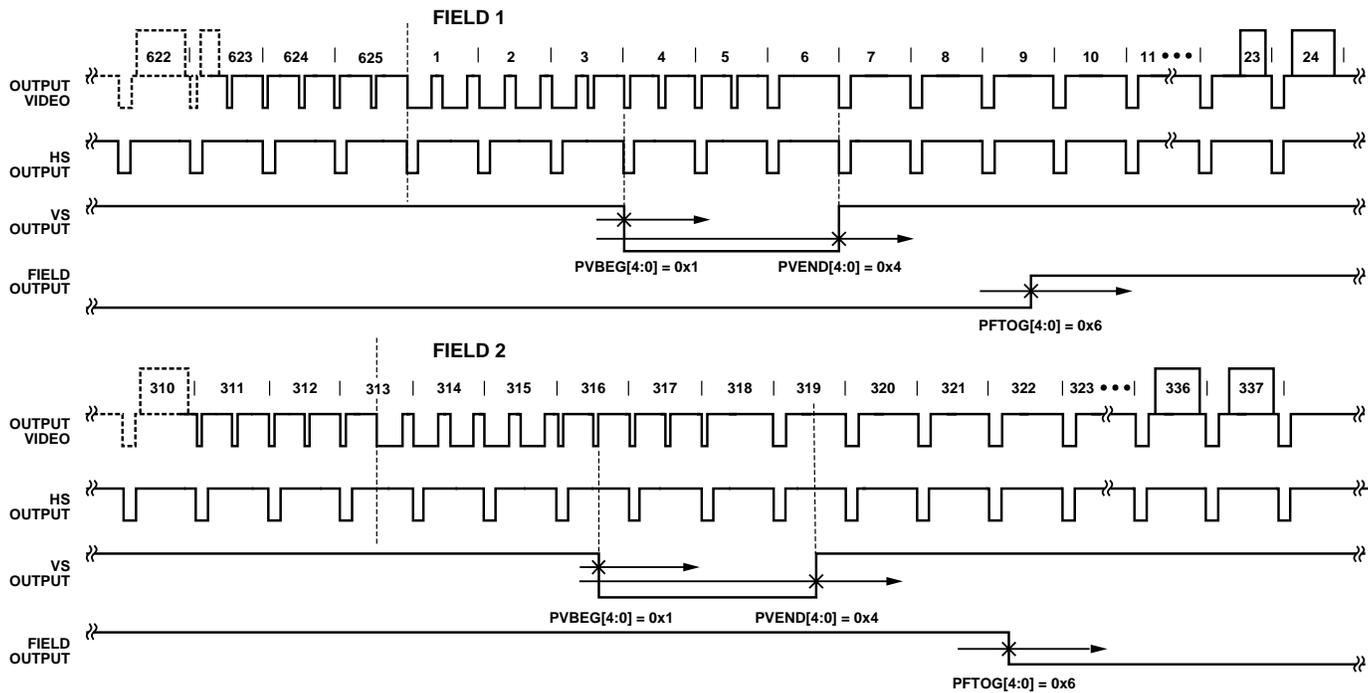 FIELD 1
622 623 624 625 1 2 3 4 5 6 7 8 9 10 11 ••• 23 24
OUTPUT
VIDEO
HS
OUTPUT
VS
OUTPUT
PVBEG[4:0] = 0x1 PVEND[4:0] = 0x4
FIELD
OUTPUT
PFTOG[4:0] = 0x6
FIELD 2
310 311 312 313 314 315 316 317 318 319 320 321 322 323 ••• 336 337
OUTPUT
VIDEO
HS
OUTPUT
VS
OUTPUT
PVBEG[4:0] = 0x1 PVEND[4:0] = 0x4
FIELD
OUTPUT
PFTOG[4:0] = 0x6